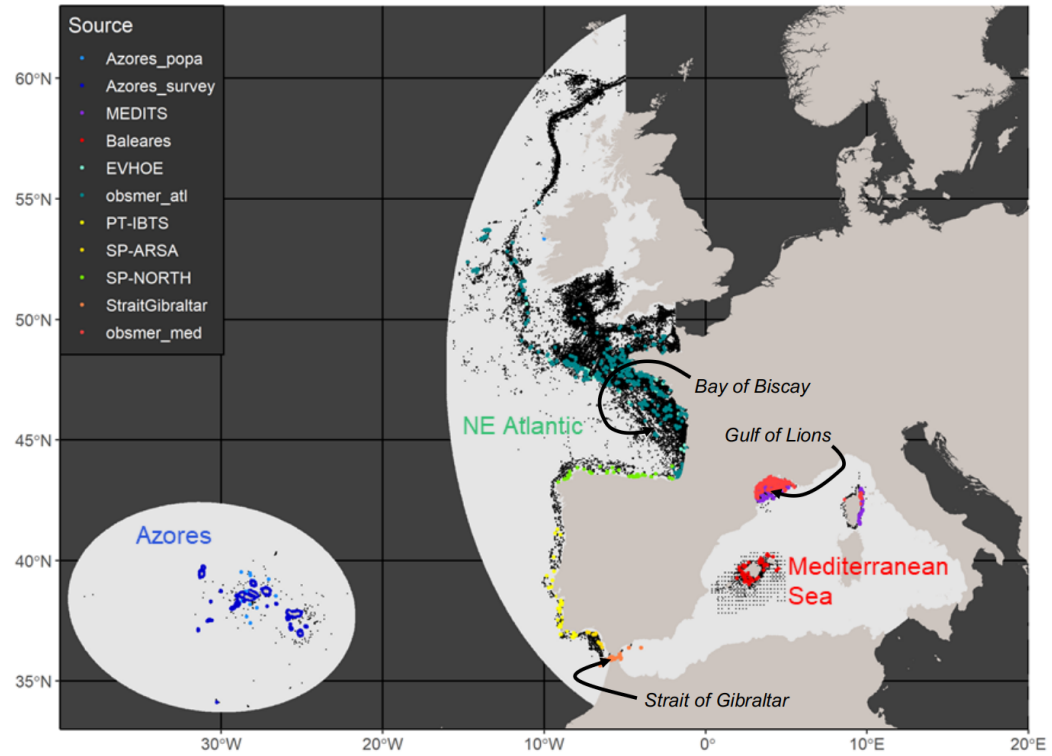 Source
Azores_popa
Azores_survey
MEDITS
Baleares
EVHOE
obsmer_atl
PT-IBTS
SP-ARSA
SP-NORTH
StraitGibraltar
obsmer_med
60°N
55°N
50°N
45°N
40°N
35°N
Bay of Biscay
NE Atlantic
Gulf of Lions
Azores
Mediterranean
Sea
Strait of Gibraltar
30°W
20°W
10°W
0°
10°E
20°E